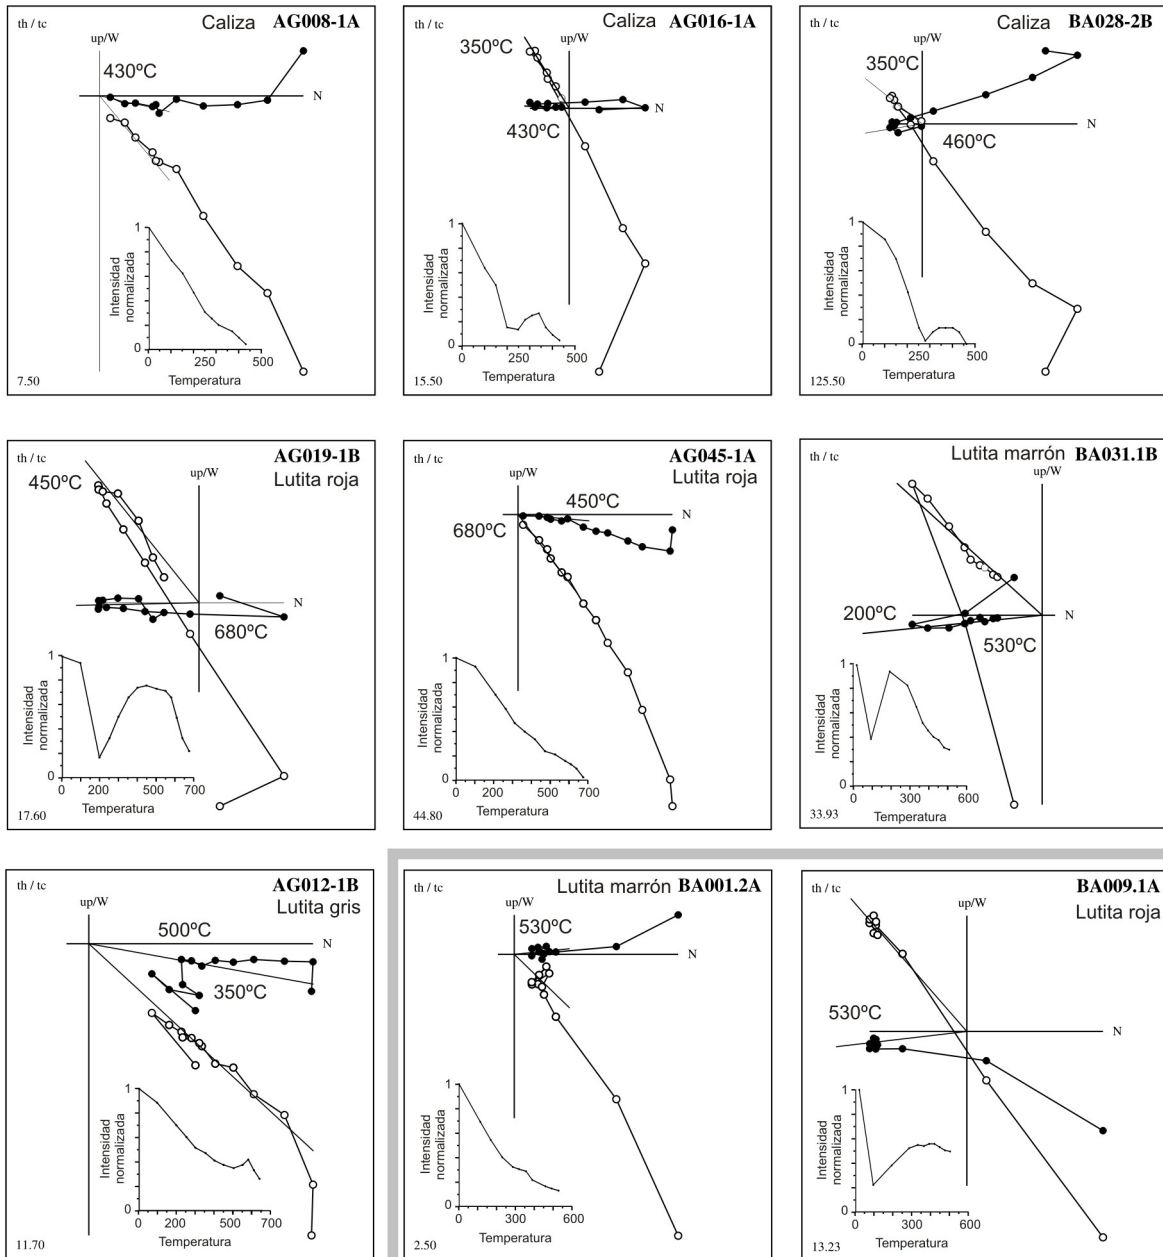 th / tc
Caliza AG008-1A
up/W
430ºC
N
1
Intensidad
normalizada
0
0 250 500
Temperatura
7.50
th / tc
Caliza AG016-1A
350ºC
up/W
N
430ºC
1
Intensidad
normalizada
0
0 250 500
Temperatura
15.50
th / tc
Caliza BA028-2B
up/W
350ºC
N
460ºC
1
Intensidad
normalizada
0
0 250 500
Temperatura
125.50
th / tc
AG019-1B
Lutita roja
up/W
450ºC
N
680ºC
1
Intensidad
normalizada
0
0 200 450 700
Temperatura
17.60
th / tc
AG045-1A
Lutita roja
up/W
450ºC
N
680ºC
1
Intensidad
normalizada
0
0 200 500 700
Temperatura
44.80
th / tc
Lutita marrón BA031.1B
up/W
N
200ºC
530ºC
1
Intensidad
normalizada
0
0 300 600
Temperatura
33.93
th / tc
AG012-1B
Lutita gris
up/W
500ºC
N
350ºC
1
Intensidad
normalizada
0
0 200 500 700
Temperatura
11.70
th / tc
Lutita marrón BA001.2A
up/W
530ºC
N
1
Intensidad
normalizada
0
0 300 600
Temperatura
2.50
th / tc
BA009.1A
Lutita roja
up/W
530ºC
N
1
Intensidad
normalizada
0
0 300 600
Temperatura
13.23